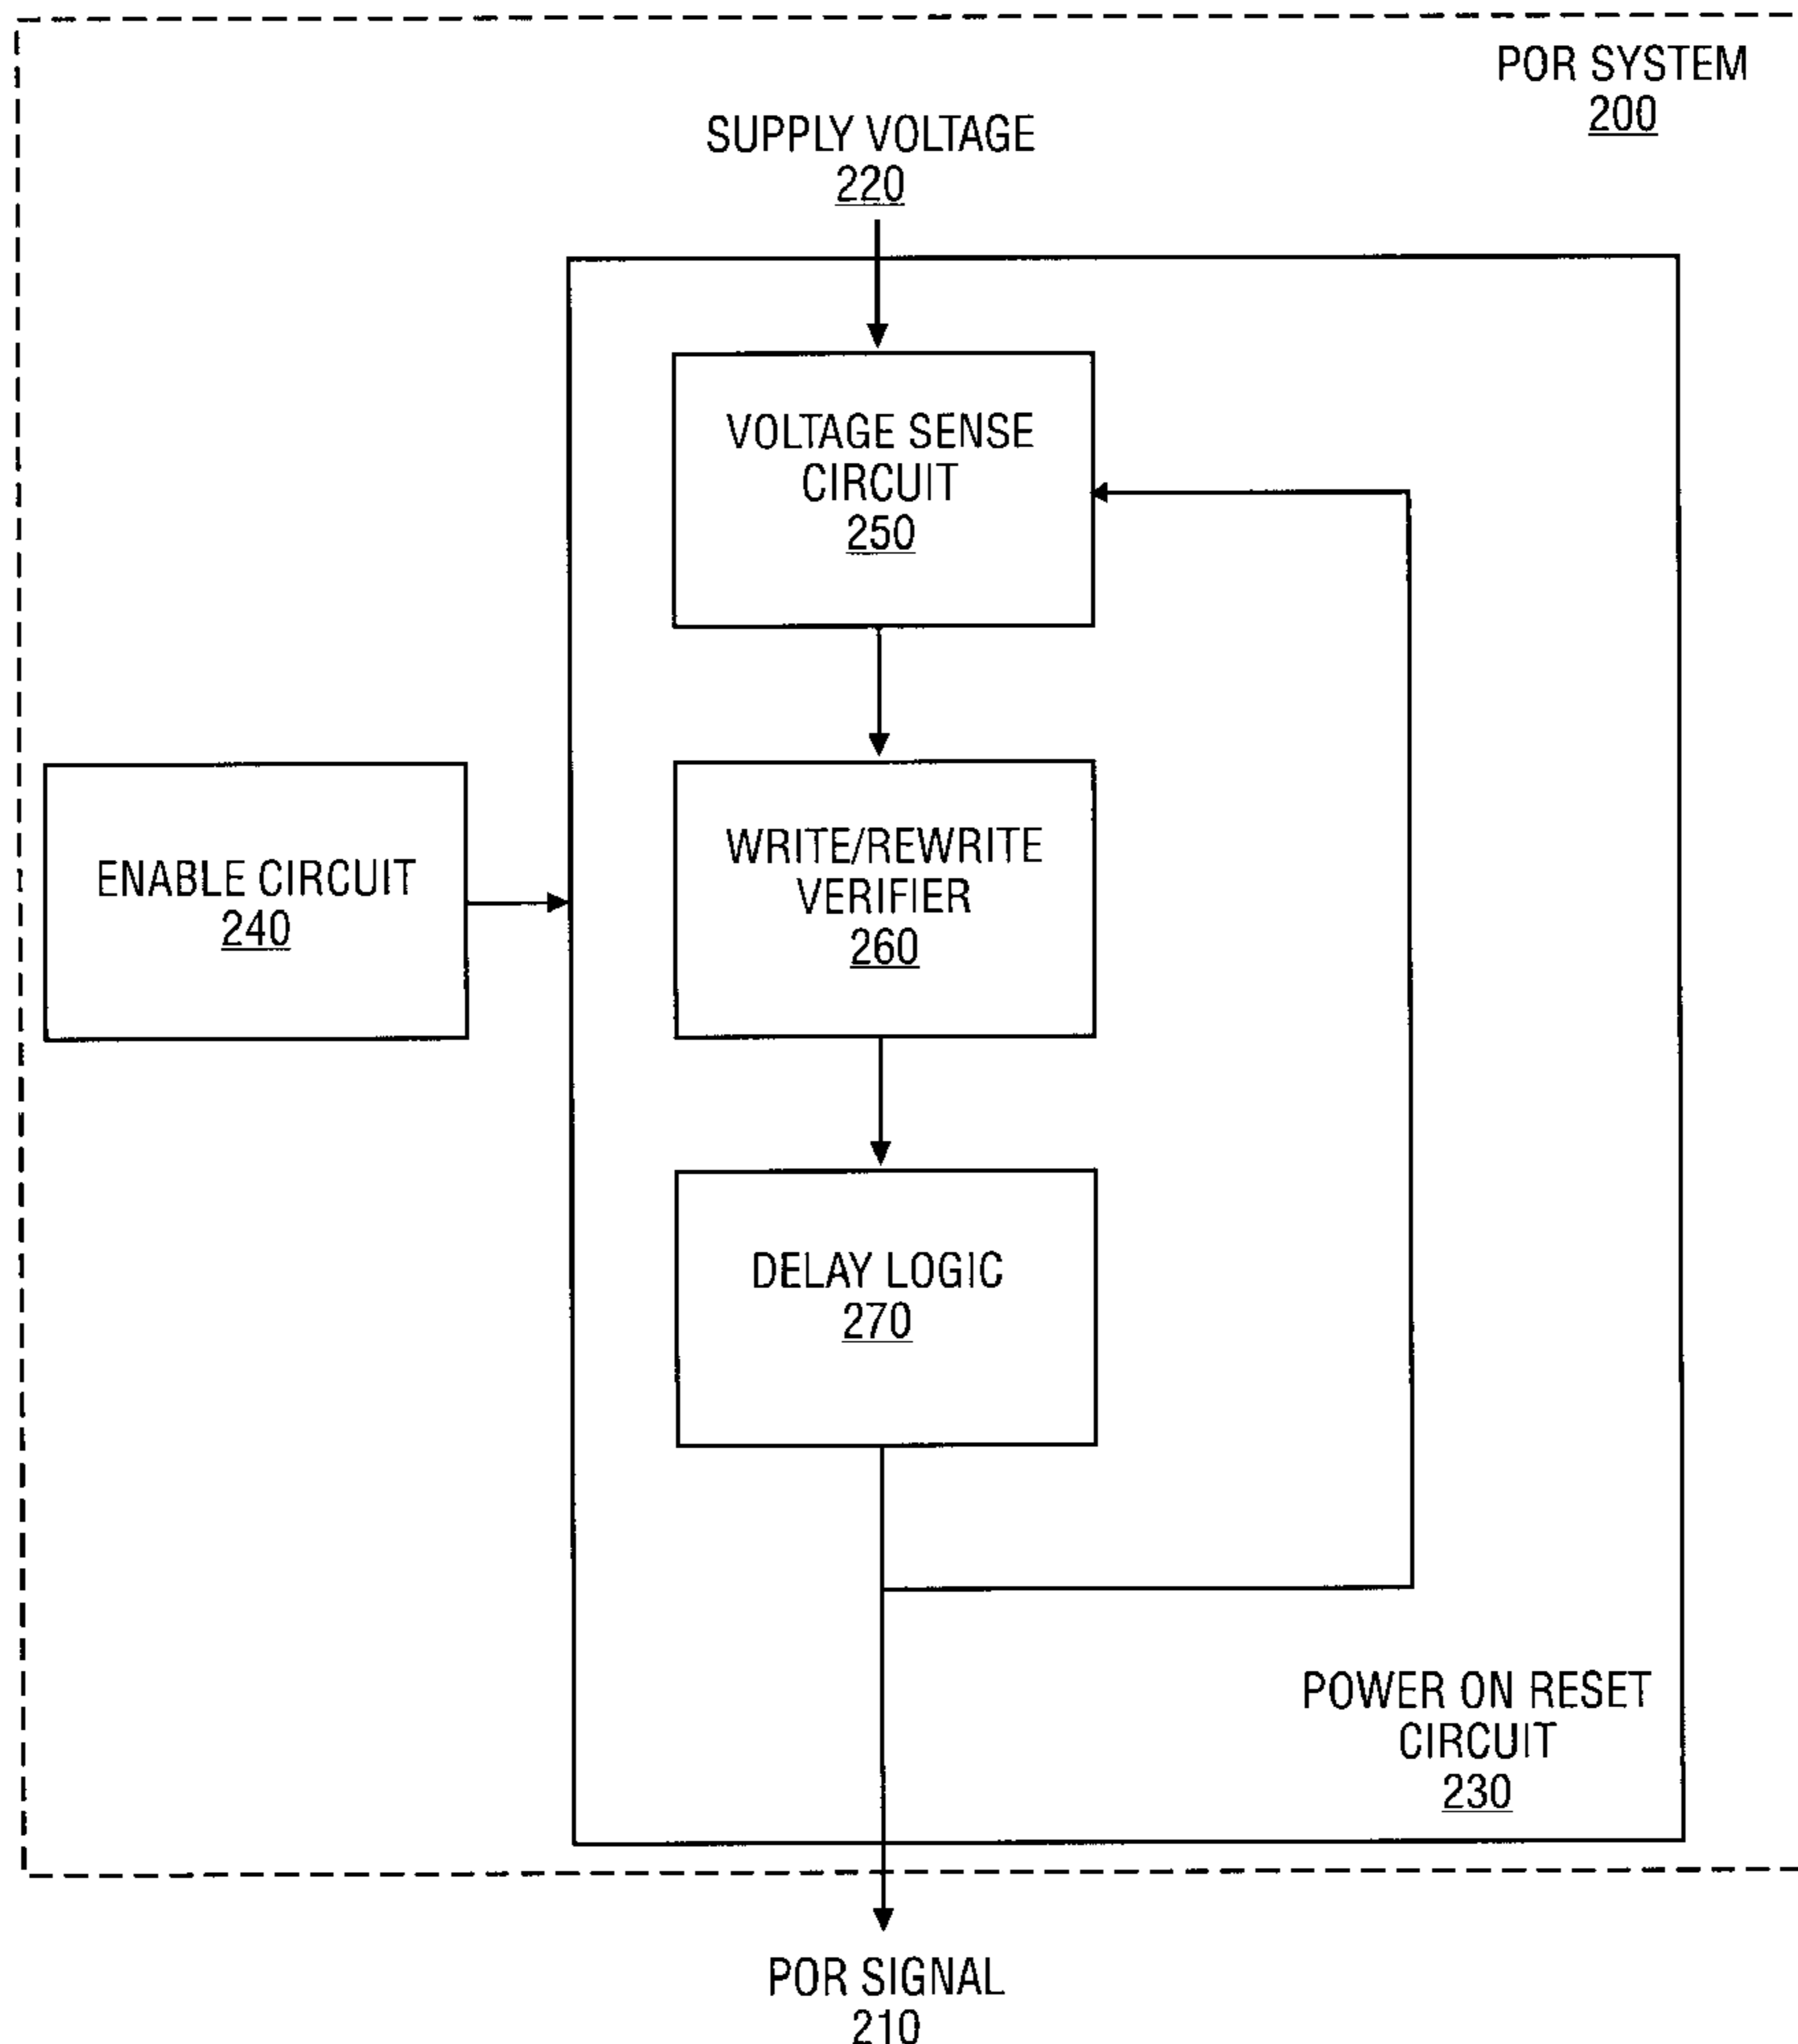 POR SYSTEM
200
SUPPLY VOLTAGE
220
VOLTAGE SENSE
CIRCUIT
250
WRITE/REWRITE
VERIFIER
260
ENABLE CIRCUIT
240
DELAY LOGIC
270
POWER ON RESET
CIRCUIT
230
POR SIGNAL
210